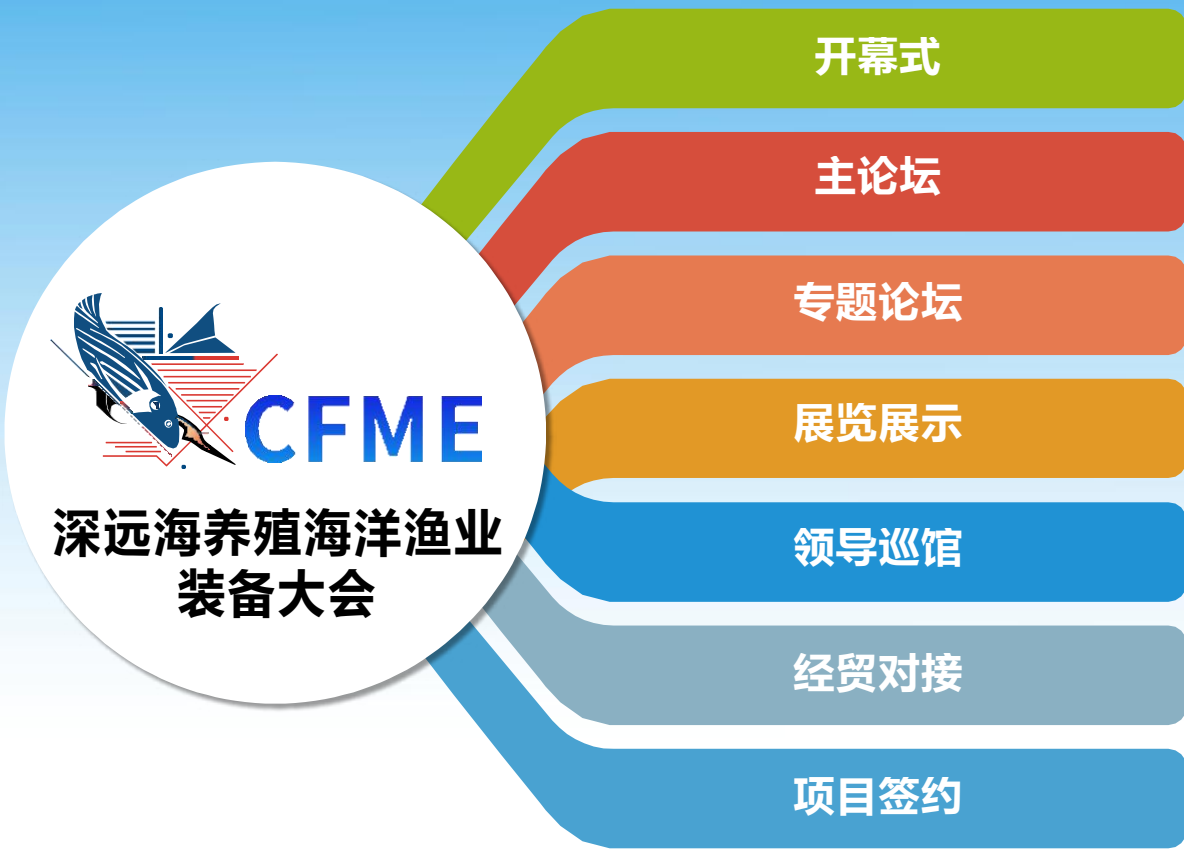 开幕式
主论坛
专题论坛
展览展示
CFME
深远海养殖海洋渔业
装备大会
领导巡馆
经贸对接
项目签约